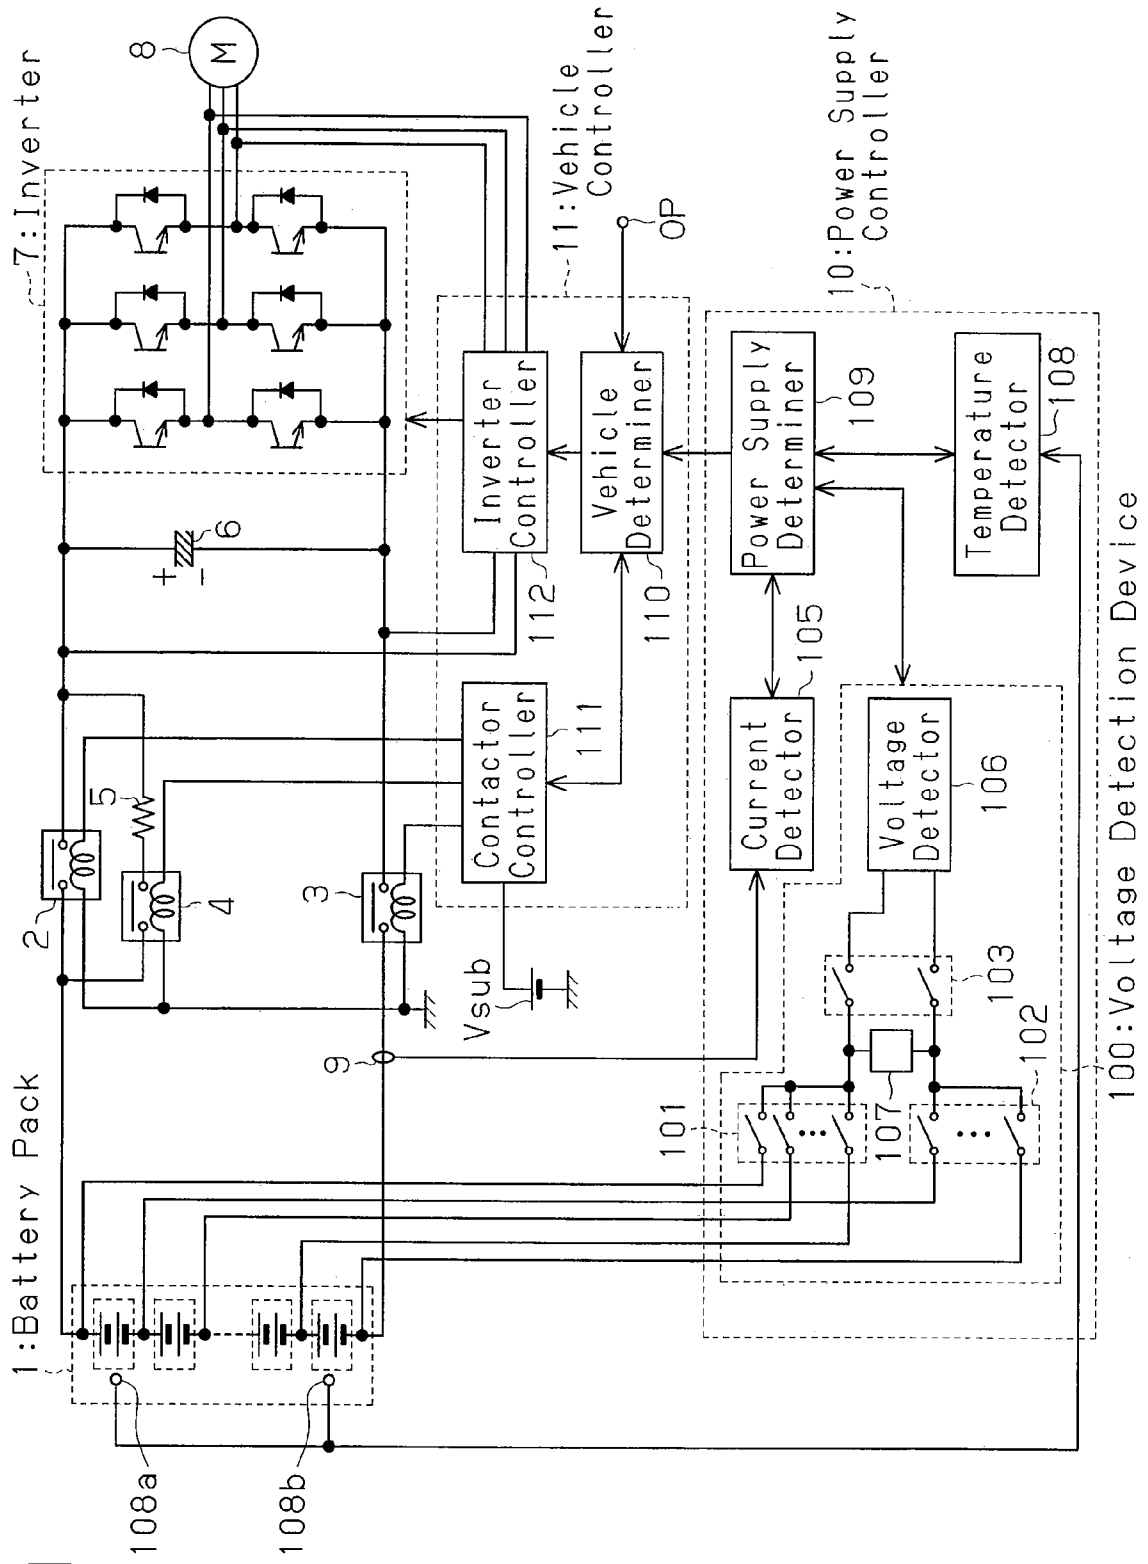 1:Battery Pack
108a
108b
2
4
5
3
9
6
+
-
7:Inverter
8
M
Vsub
Contactor
Controller
111
Inverter
Controller
112
Vehicle
Determiner
110
11:Vehicle
Controller
OP
10:Power Supply
Controller
Power Supply
Determiner
109
Current
Detector
105
Voltage
Detector
106
Temperature
Detector
108
101
107
102
103
100:Voltage Detection Device